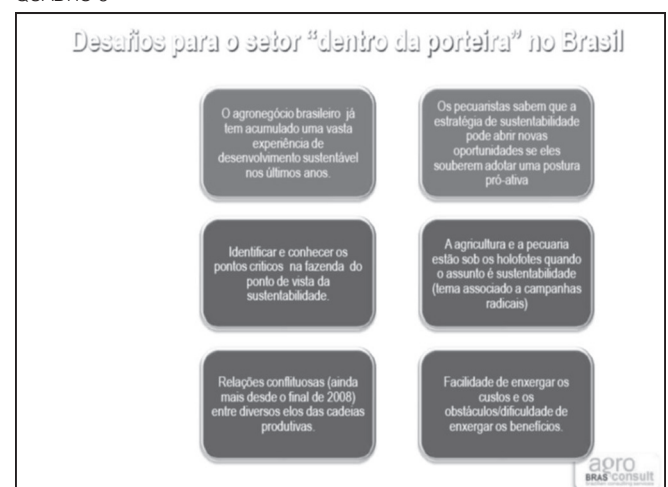 Desafios para o setor “dentro da porteira” no Brasil
O agronegócio brasileiro já
tem acumulado uma vasta
experiência de
desenvolvimento sustentável
nos últimos anos.
Os pecuaristas sabem que a
estratégia de sustentabilidade
pode abrir novas
oportunidades se eles
souberem adotar uma postura
pró-ativa
Identificar e conhecer os
pontos críticos na fazenda do
ponto de vista da
sustentabilidade.
A agricultura e a pecuaria
estão sob os holofotes quando
o assunto é sustentabilidade
(tema associado a campanhas
radicais)
Relações conflituosas (ainda
mais desde o final de 2008)
entre diversos elos das cadeias
produtivas.
Facilidade de enxergar os
custos e os
obstáculos/dificuldade de
enxergar os benefícios.
agro
BRAS consult